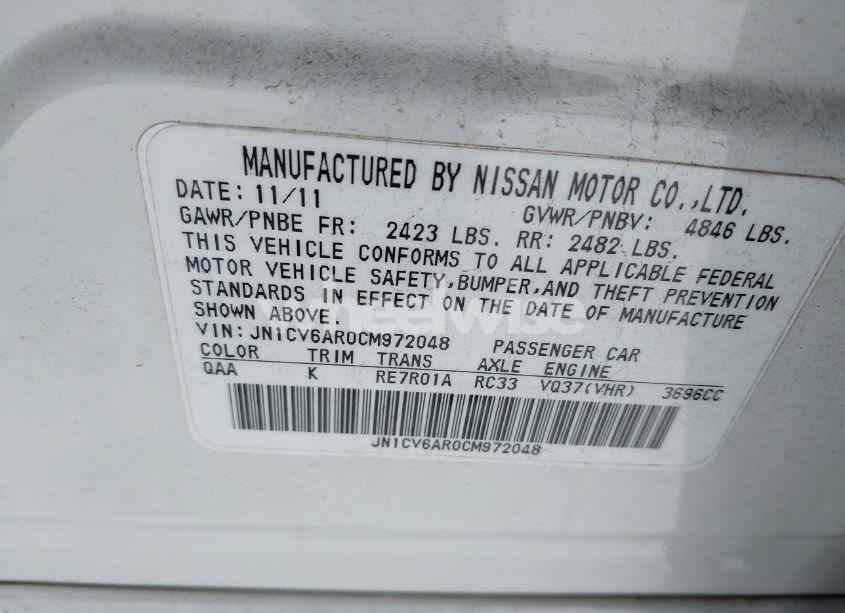 MANUFACTURED BY NISSAN MOTOR CO.,LTD.
DATE: 11/11 GVWR/PNBV: 4846 LBS.
GAWR/PNBE FR: 2423 LBS. RR: 2482 LBS.
THIS VEHICLE CONFORMS TO ALL APPLICABLE FEDERAL
MOTOR VEHICLE SAFETY,BUMPER,AND THEFT PREVENTION
STANDARDS IN EFFECT ON THE DATE OF MANUFACTURE
SHOWN ABOVE.
wheelwise
VIN: JN1CV6AR0CM972048 PASSENGER CAR
COLOR TRIM TRANS AXLE ENGINE
QAA K RE7R01A RC33 VQ37(VHR) 3696CC
JN1CV6AR0CM972048